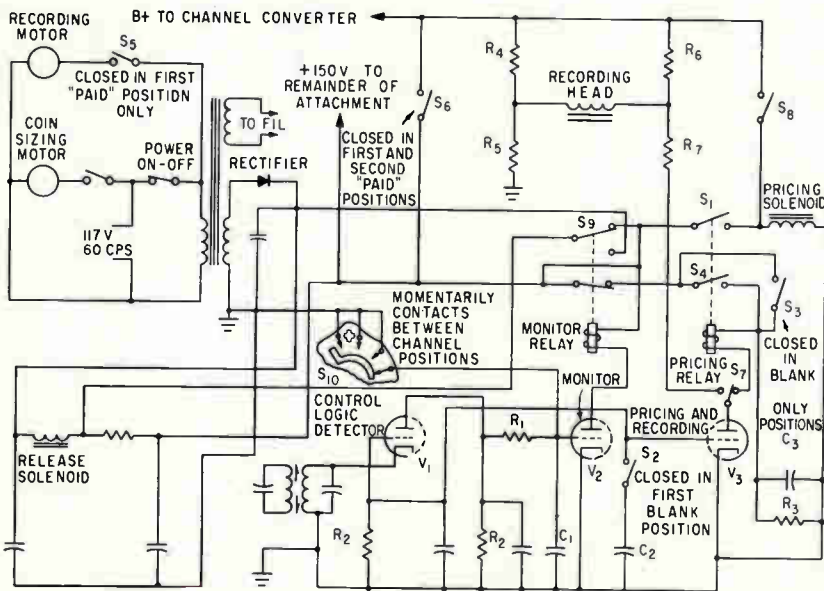 RECORDING
MOTOR
B+ TO CHANNEL CONVERTER
S5
CLOSED IN FIRST
"PAID" POSITION
ONLY
COIN
SIZING
MOTOR
POWER
ON-OFF
117 V
60 CPS
TO FIL
RECTIFIER
+150 V TO
REMAINDER OF
ATTACHMENT
S6
CLOSED IN
FIRST AND
SECOND
"PAID"
POSITIONS
R4
R5
RECORDING
HEAD
R6
R7
S8
S9
S1
PRICING
SOLENOID
S4
S3
CLOSED
IN
BLANK
ONLY
POSITIONS
MOMENTARILY
CONTACTS
BETWEEN
CHANNEL
POSITIONS
S10
MONITOR
RELAY
PRICING
RELAY
S7
MONITOR
CONTROL
LOGIC
DETECTOR
V1
R1
V2
PRICING AND
RECORDING
S2
CLOSED IN
FIRST
BLANK
POSITION
V3
C3
R3
RELEASE
SOLENOID
R2
R2
C1
C2